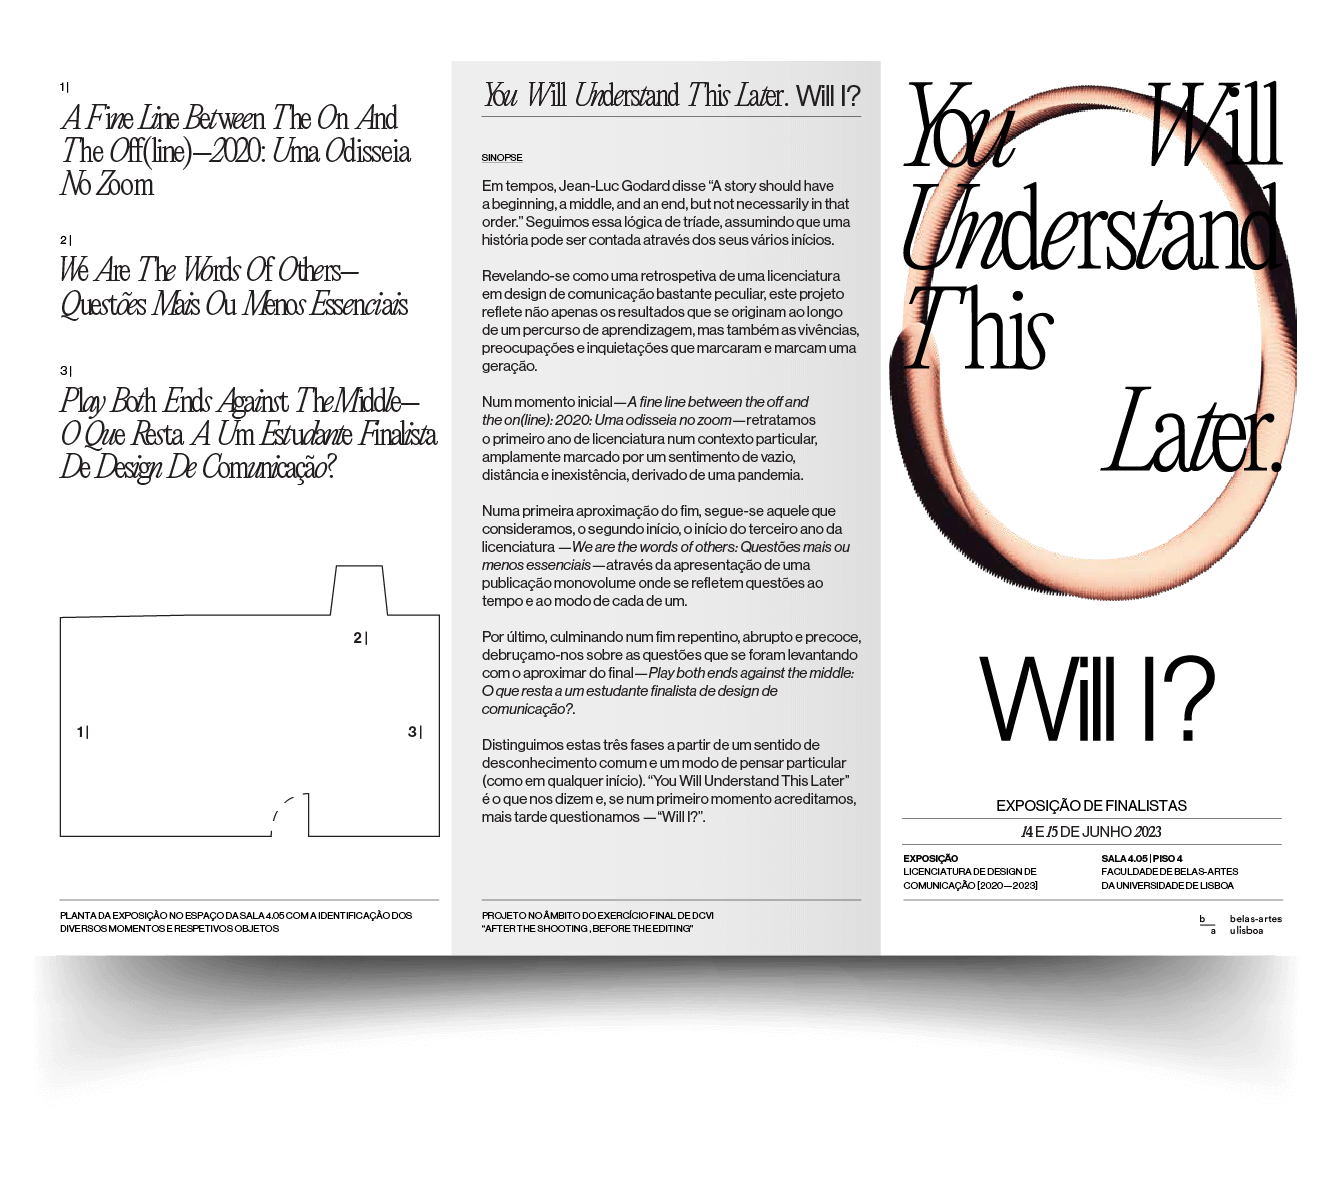 1|
A Fine Line Between The On And
The Off(line)—2020: Uma Odisseia
No Zoom
2|
We Are The Words Of Others—
Questões Mais Ou Menos Essenciais
3|
Play Both Ends Against The Middle—
O Que Resta A Um Estudante Finalista
De Design De Comunicação?
2|
1|
3|
PLANTA DA EXPOSIÇÃO NO ESPAÇO DA SALA 4.05 COM A IDENTIFICAÇÃO DOS
DIVERSOS MOMENTOS E RESPETIVOS OBJETOS
You Will Understand This Later. Will I?
SINOPSE
Em tempos, Jean-Luc Godard disse “A story should have
a beginning, a middle, and an end, but not necessarily in that
order.” Seguimos essa lógica de tríade, assumindo que uma
história pode ser contada através dos seus vários inícios.
Revelando-se como uma retrospetiva de uma licenciatura
em design de comunicação bastante peculiar, este projeto
reflete não apenas os resultados que se originam ao longo
de um percurso de aprendizagem, mas também as vivências,
preocupações e inquietações que marcaram e marcam uma
geração.
Num momento inicial—A fine line between the off and
the on(line): 2020: Uma odisseia no zoom—retratamos
o primeiro ano de licenciatura num contexto particular,
amplamente marcado por um sentimento de vazio,
distância e inexistência, derivado de uma pandemia.
Numa primeira aproximação do fim, segue-se aquele que
consideramos, o segundo início, o início do terceiro ano da
licenciatura —We are the words of others: Questões mais ou
menos essenciais—através da apresentação de uma
publicação monovolume onde se refletem questões ao
tempo e ao modo de cada de um.
Por último, culminando num fim repentino, abrupto e precoce,
debruçamo-nos sobre as questões que se foram levantando
com o aproximar do final—Play both ends against the middle:
O que resta a um estudante finalista de design de
comunicação?.
Distinguimos estas três fases a partir de um sentido de
desconhecimento comum e um modo de pensar particular
(como em qualquer início). “You Will Understand This Later”
é o que nos dizem e, se num primeiro momento acreditamos,
mais tarde questionamos —“Will I?”.
PROJETO NO ÂMBITO DO EXERCÍCIO FINAL DE DCVI
“AFTER THE SHOOTING , BEFORE THE EDITING”
You Will
Understand
This
Later.
Will I?
EXPOSIÇÃO DE FINALISTAS
14 E 15 DE JUNHO 2023
EXPOSIÇÃO
LICENCIATURA DE DESIGN DE
COMUNICAÇÃO [2020—2023]
SALA 4.05 | PISO 4
FACULDADE DE BELAS-ARTES
DA UNIVERSIDADE DE LISBOA
b
a
belas-artes
ulisboa